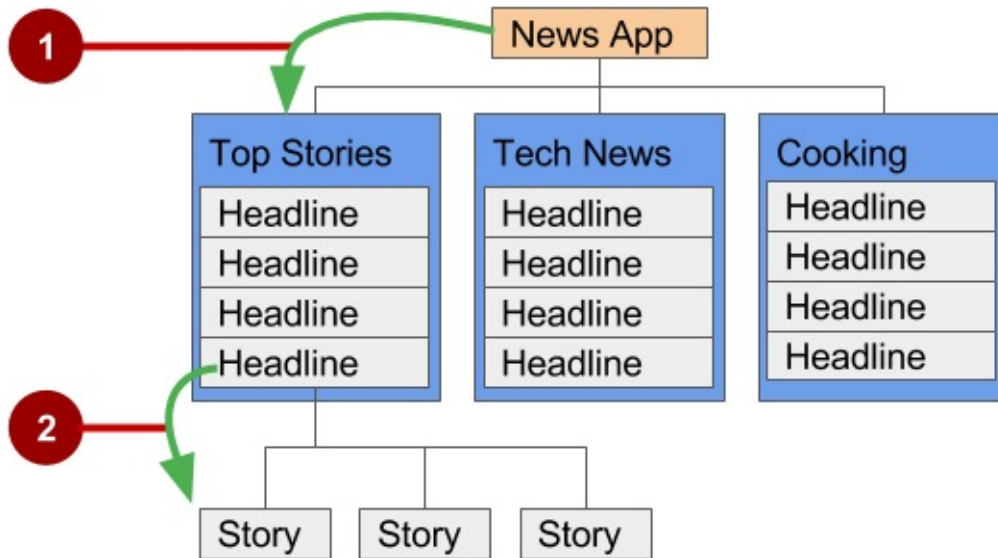 1
News App
Top Stories
Headline
Headline
Headline
Headline
Tech News
Headline
Headline
Headline
Headline
Cooking
Headline
Headline
Headline
Headline
2
Story
Story
Story